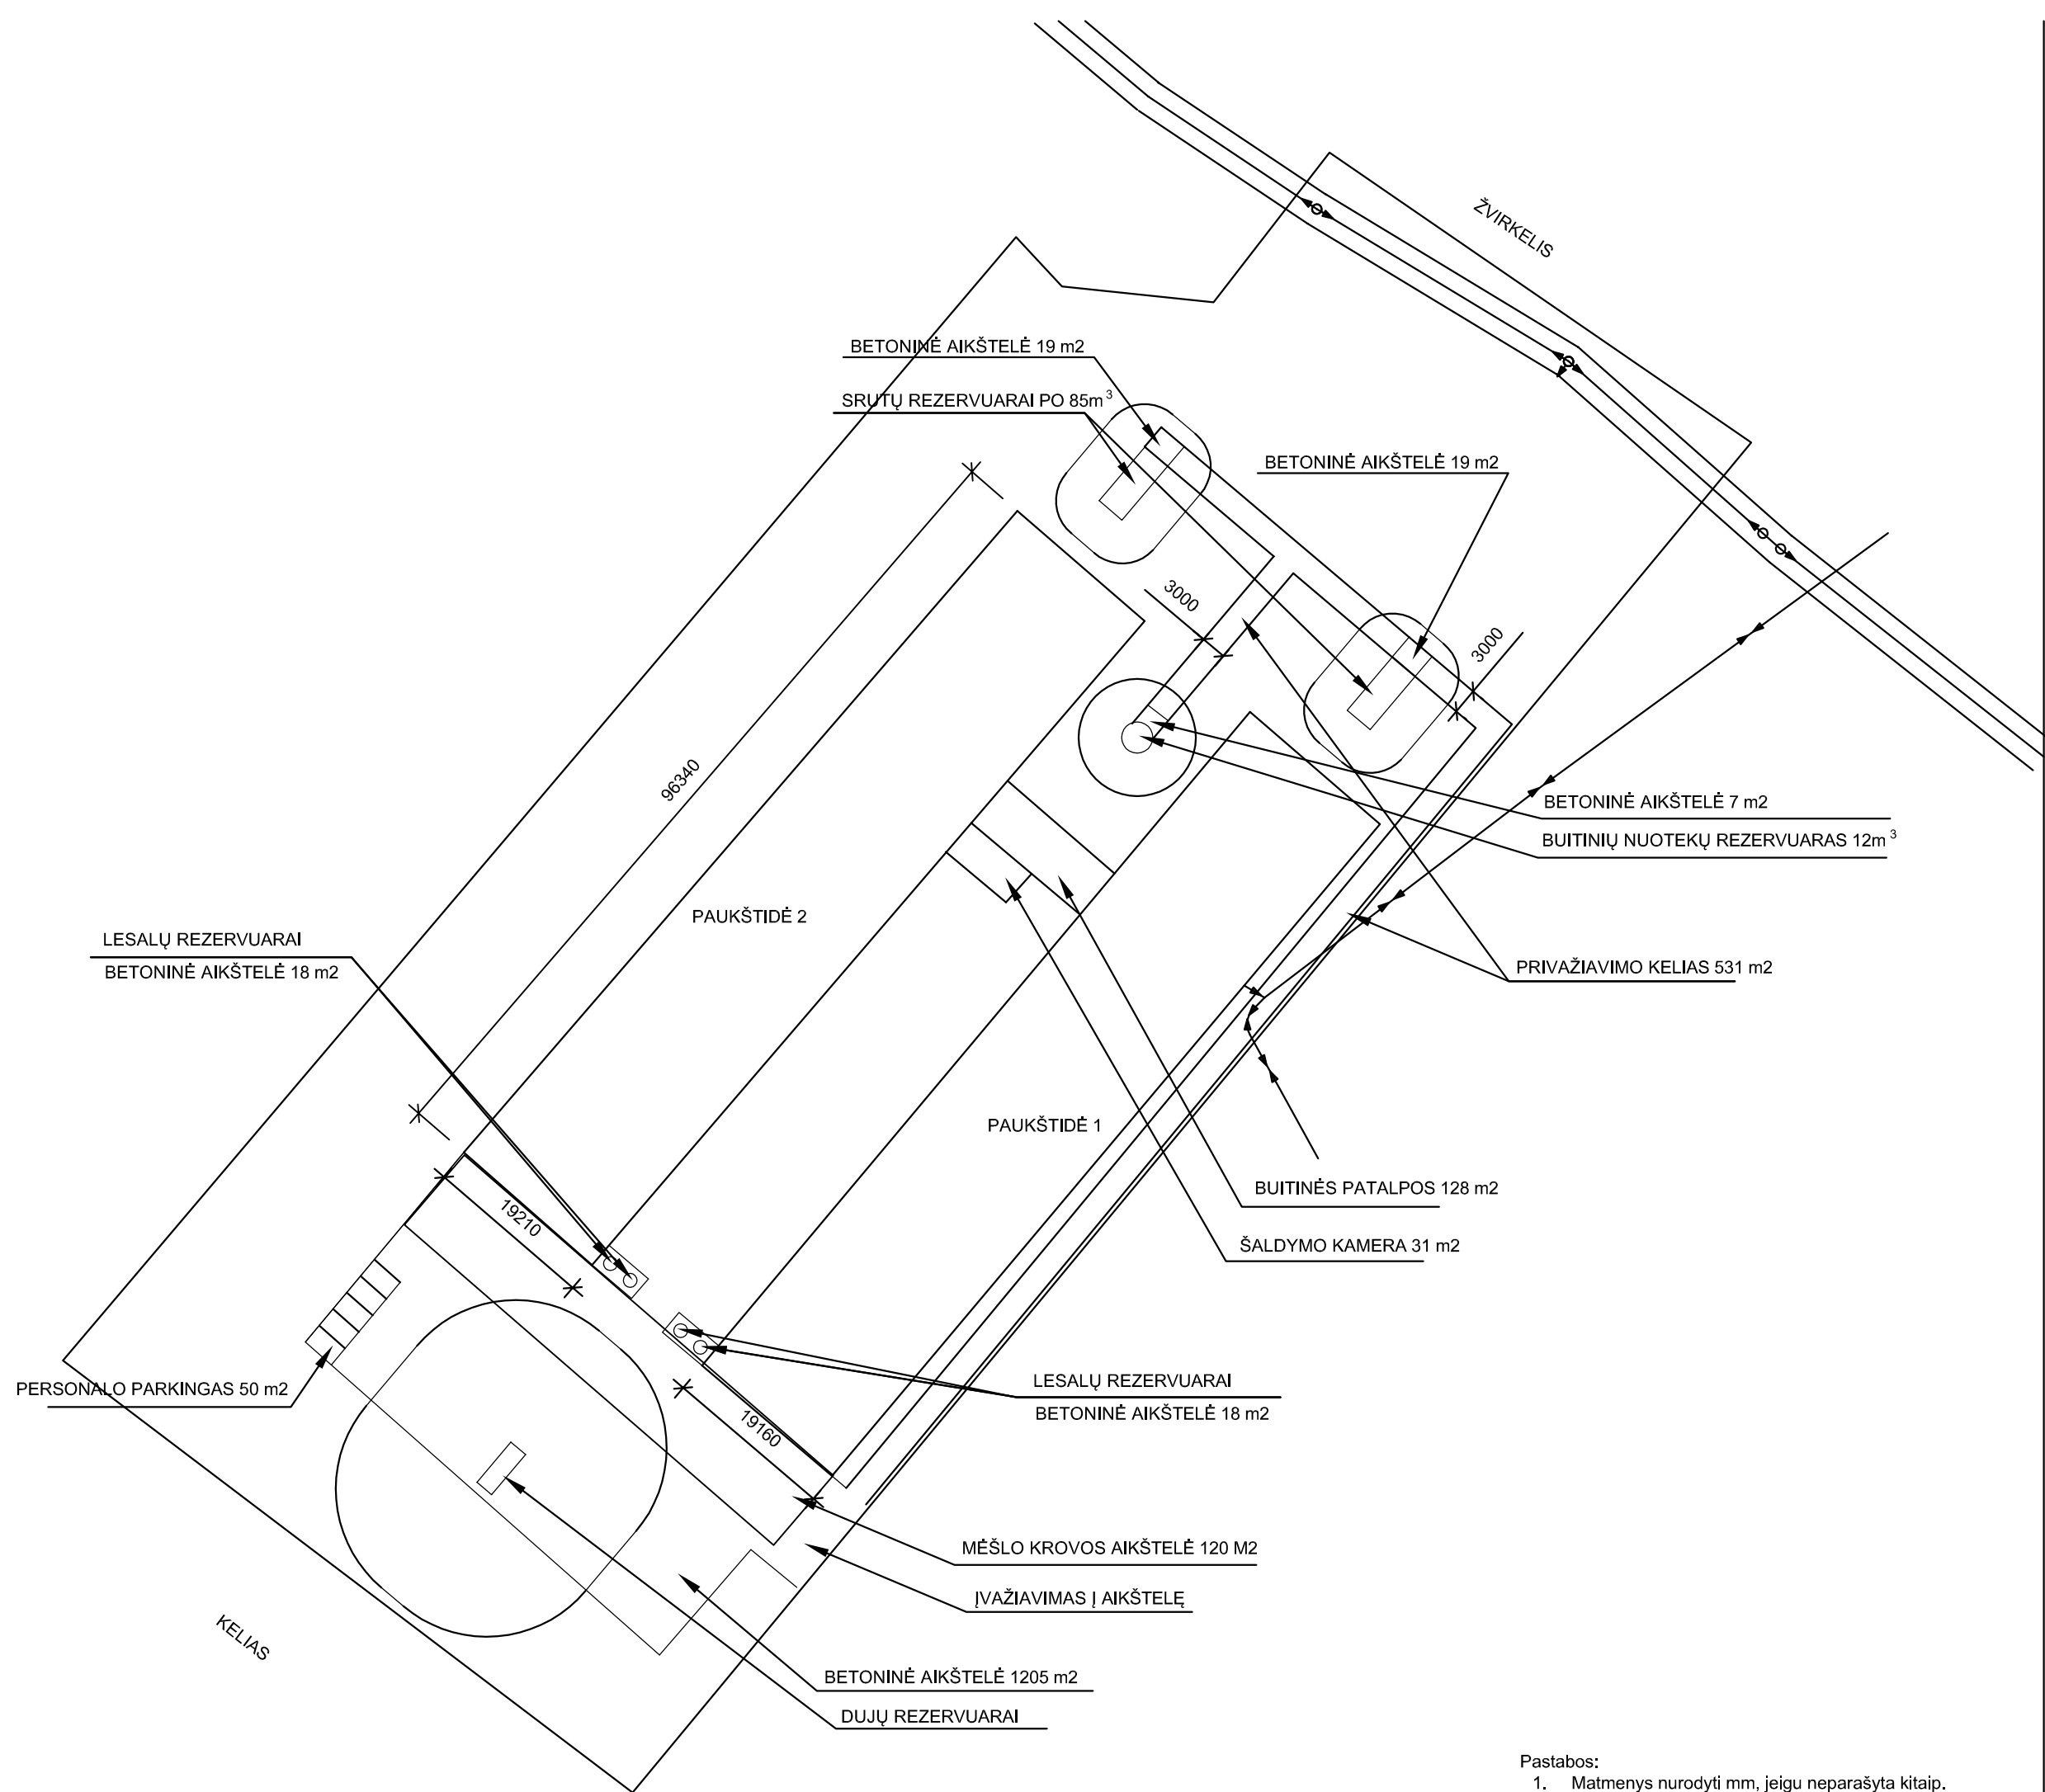 ŽVIRKELIS
BETONINĖ AIKŠTELĖ 19 m2
SRUTŲ REZERVUARAI PO 85m³
BETONINĖ AIKŠTELĖ 19 m2
3000
3000
96340
BETONINĖ AIKŠTELĖ 7 m2
BUITINIŲ NUOTEKŲ REZERVUARAS 12m³
PAUKŠTIDĖ 2
LESALŲ REZERVUARAI
BETONINĖ AIKŠTELĖ 18 m2
PRIVAŽIAVIMO KELIAS 531 m2
PAUKŠTIDĖ 1
BUITINĖS PATALPOS 128 m2
19210
ŠALDYMO KAMERA 31 m2
PERSONALO PARKINGAS 50 m2
LESALŲ REZERVUARAI
BETONINĖ AIKŠTELĖ 18 m2
19160
MĖŠLO KROVOS AIKŠTELĖ 120 M2
ĮVAŽIAVIMAS Į AIKŠTELĘ
KELIAS
BETONINĖ AIKŠTELĖ 1205 m2
DUJŲ REZERVUARAI
Pastabos:
1. Matmenys nurodyti mm, jeigu neparašyta kitaip.